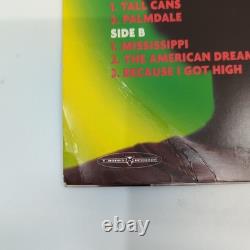 1. TALL CANS
2. PALMDALE
SIDE B
1. MISSISSIPPI
2. THE AMERICAN DREAM
3. BECAUSE I GOT HIGH